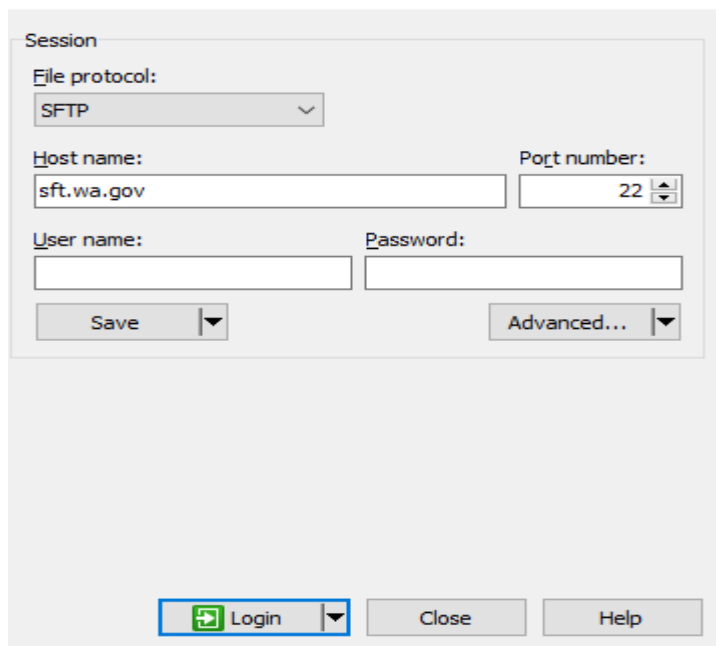 Session
File protocol:
SFTP
Host name: Port number:
sft.wa.gov 22
User name: Password:
Save Advanced...
Login Close Help